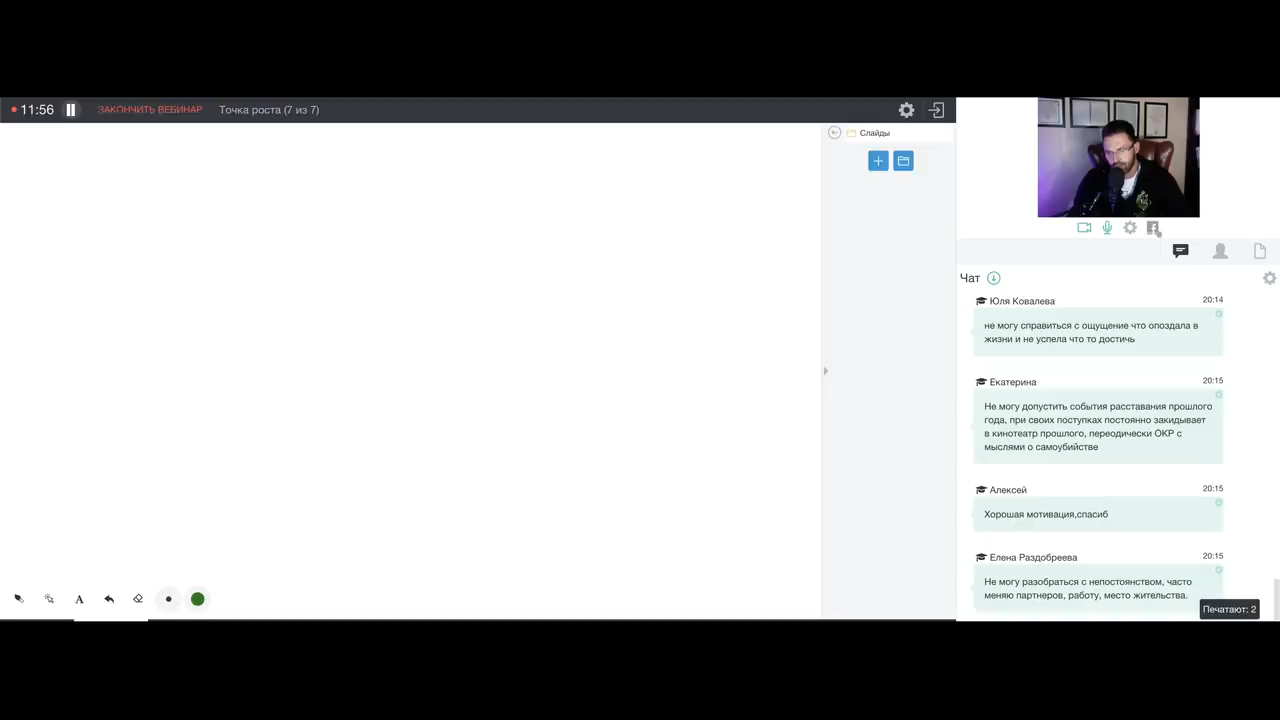 11:56 ЗАКОНЧИТЬ ВЕБИНАР Точка роста (7 из 7)
Слайды
Чат
Юля Ковалева 20:14
не могу справиться с ощущение что опоздала в
жизни и не успела что то достичь
Екатерина 20:15
Не могу допустить события расставания прошлого
года, при своих поступках постоянно закидывает
в кинотеатр прошлого, переодически ОКР с
мыслями о самоубийстве
Алексей 20:15
Хорошая мотивация,спасиб
Елена Раздобреева 20:15
Не могу разобраться с непостоянством, часто
меняю партнеров, работу, место жительства.
Печатают: 2
A